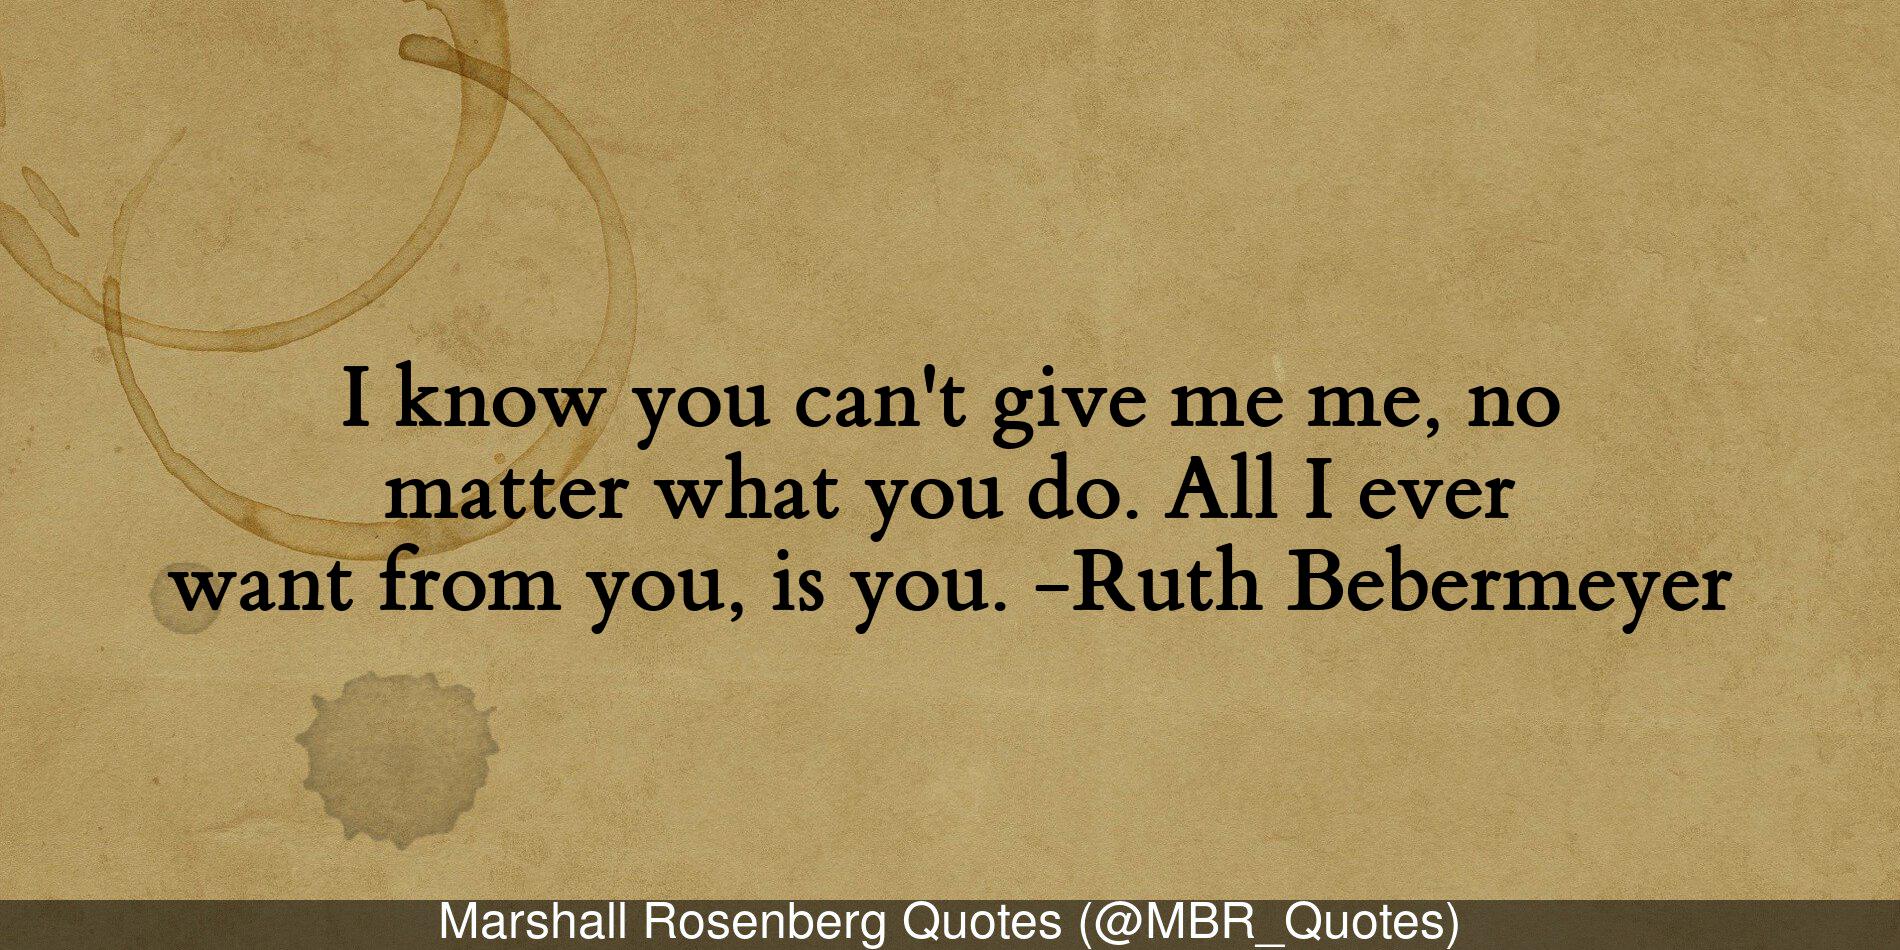 I know you can't give me me, no
matter what you do. All I ever
want from you, is you. -Ruth Bebermeyer
Marshall Rosenberg Quotes (@MBR_Quotes)